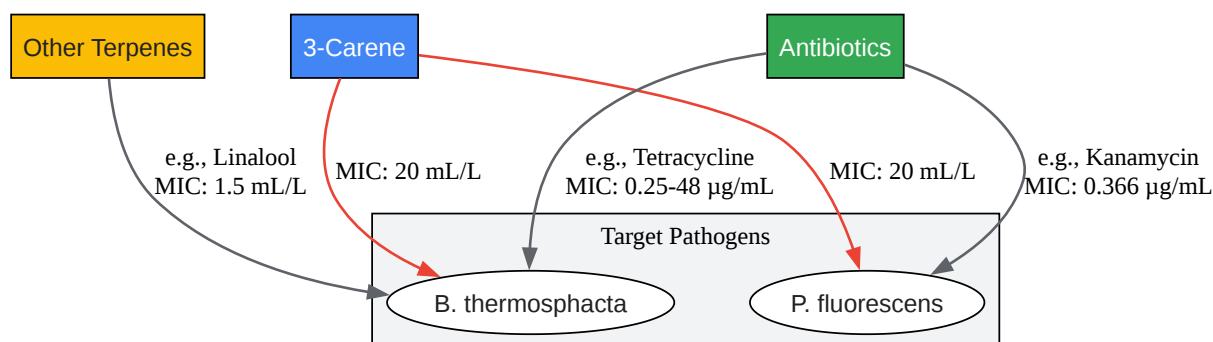 Other Terpenes
3-Carene
Antibiotics
e.g., Linalool
MIC: 1.5 mL/L
MIC: 20 mL/L
e.g., Tetracycline
MIC: 0.25-48 µg/mL
MIC: 20 mL/L
e.g., Kanamycin
MIC: 0.366 µg/mL
Target Pathogens
B. thermosphacta
P. fluorescens